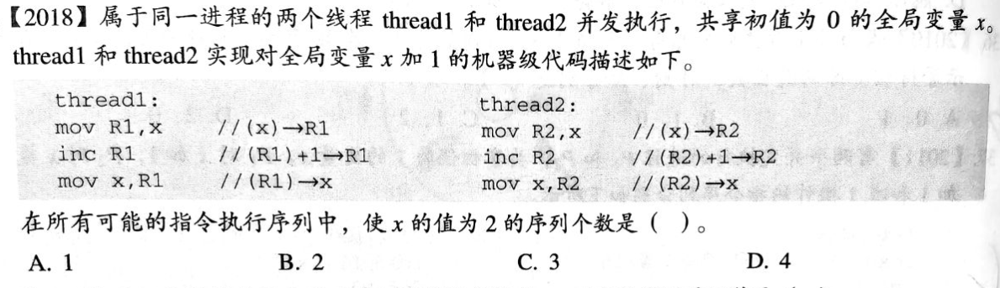 【2018】属于同一进程的两个线程 thread1 和 thread2 并发执行，共享初值为 0 的全局变量 x。
thread1 和 thread2 实现对全局变量 x 加 1 的机器级代码描述如下。
thread1: thread2:
mov R1,x //(x)→R1 mov R2,x //(x)→R2
inc R1 //(R1)+1→R1 inc R2 //(R2)+1→R2
mov x,R1 //(R1)→x mov x,R2 //(R2)→x
在所有可能的指令执行序列中，使 x 的值为 2 的序列个数是（ ）。
A. 1 B. 2 C. 3 D. 4